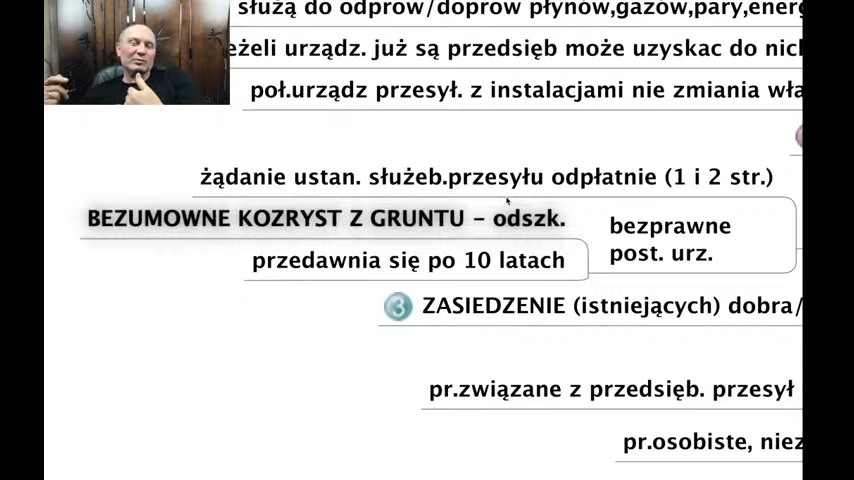 służą do odprow/doprow płynów,gazów,pary,energ
eżeli urządz. już są przedsięb może uzyskac do nich
poł.urządz przesył. z instalacjami nie zmiania wła
żądanie ustan. służeb.przesyłu odpłatnie (1 i 2 str.)
BEZUMOWNE KOZRYST Z GRUNTU - odszk.
bezprawne
post. urz.
przedawnia się po 10 latach
3 ZASIEDZENIE (istniejących) dobra/
pr.związane z przedsięb. przesył
pr.osobiste, niez